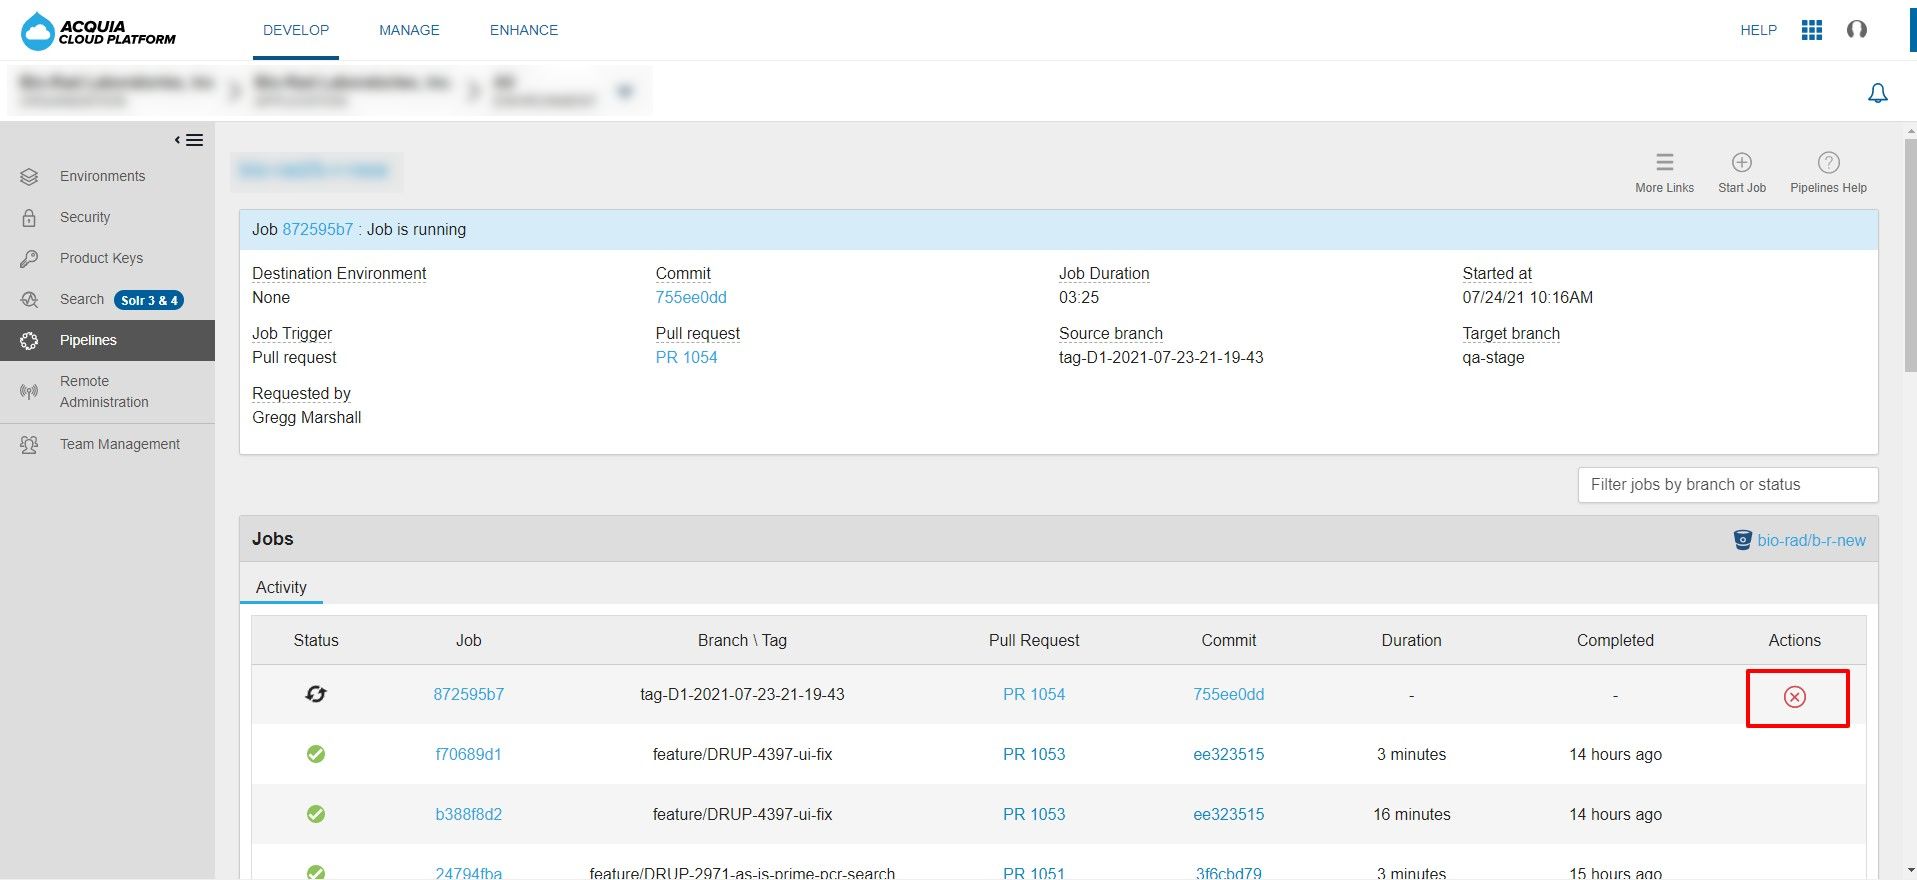 ACQUIA
CLOUD PLATFORM
DEVELOP MANAGE ENHANCE HELP
Environments
Security
Product Keys
Search Solr 3 & 4
Pipelines
Remote
Administration
Team Management
More Links Start Job Pipelines Help
Job 872595b7 : Job is running
Destination Environment Commit Job Duration Started at
None 755ee0dd 03:25 07/24/21 10:16AM
Job Trigger Pull request Source branch Target branch
Pull request PR 1054 tag-D1-2021-07-23-21-19-43 qa-stage
Requested by
Gregg Marshall
Filter jobs by branch or status
Jobs bio-rad/b-r-new
Activity
Status Job Branch \ Tag Pull Request Commit Duration Completed Actions
872595b7 tag-D1-2021-07-23-21-19-43 PR 1054 755ee0dd - -
f70689d1 feature/DRUP-4397-ui-fix PR 1053 ee323515 3 minutes 14 hours ago
b388f8d2 feature/DRUP-4397-ui-fix PR 1053 ee323515 16 minutes 14 hours ago
24794fba feature/DRUP-2971-as-is-prime-pcr-search PR 1051 3f6cbd79 3 minutes 15 hours ago